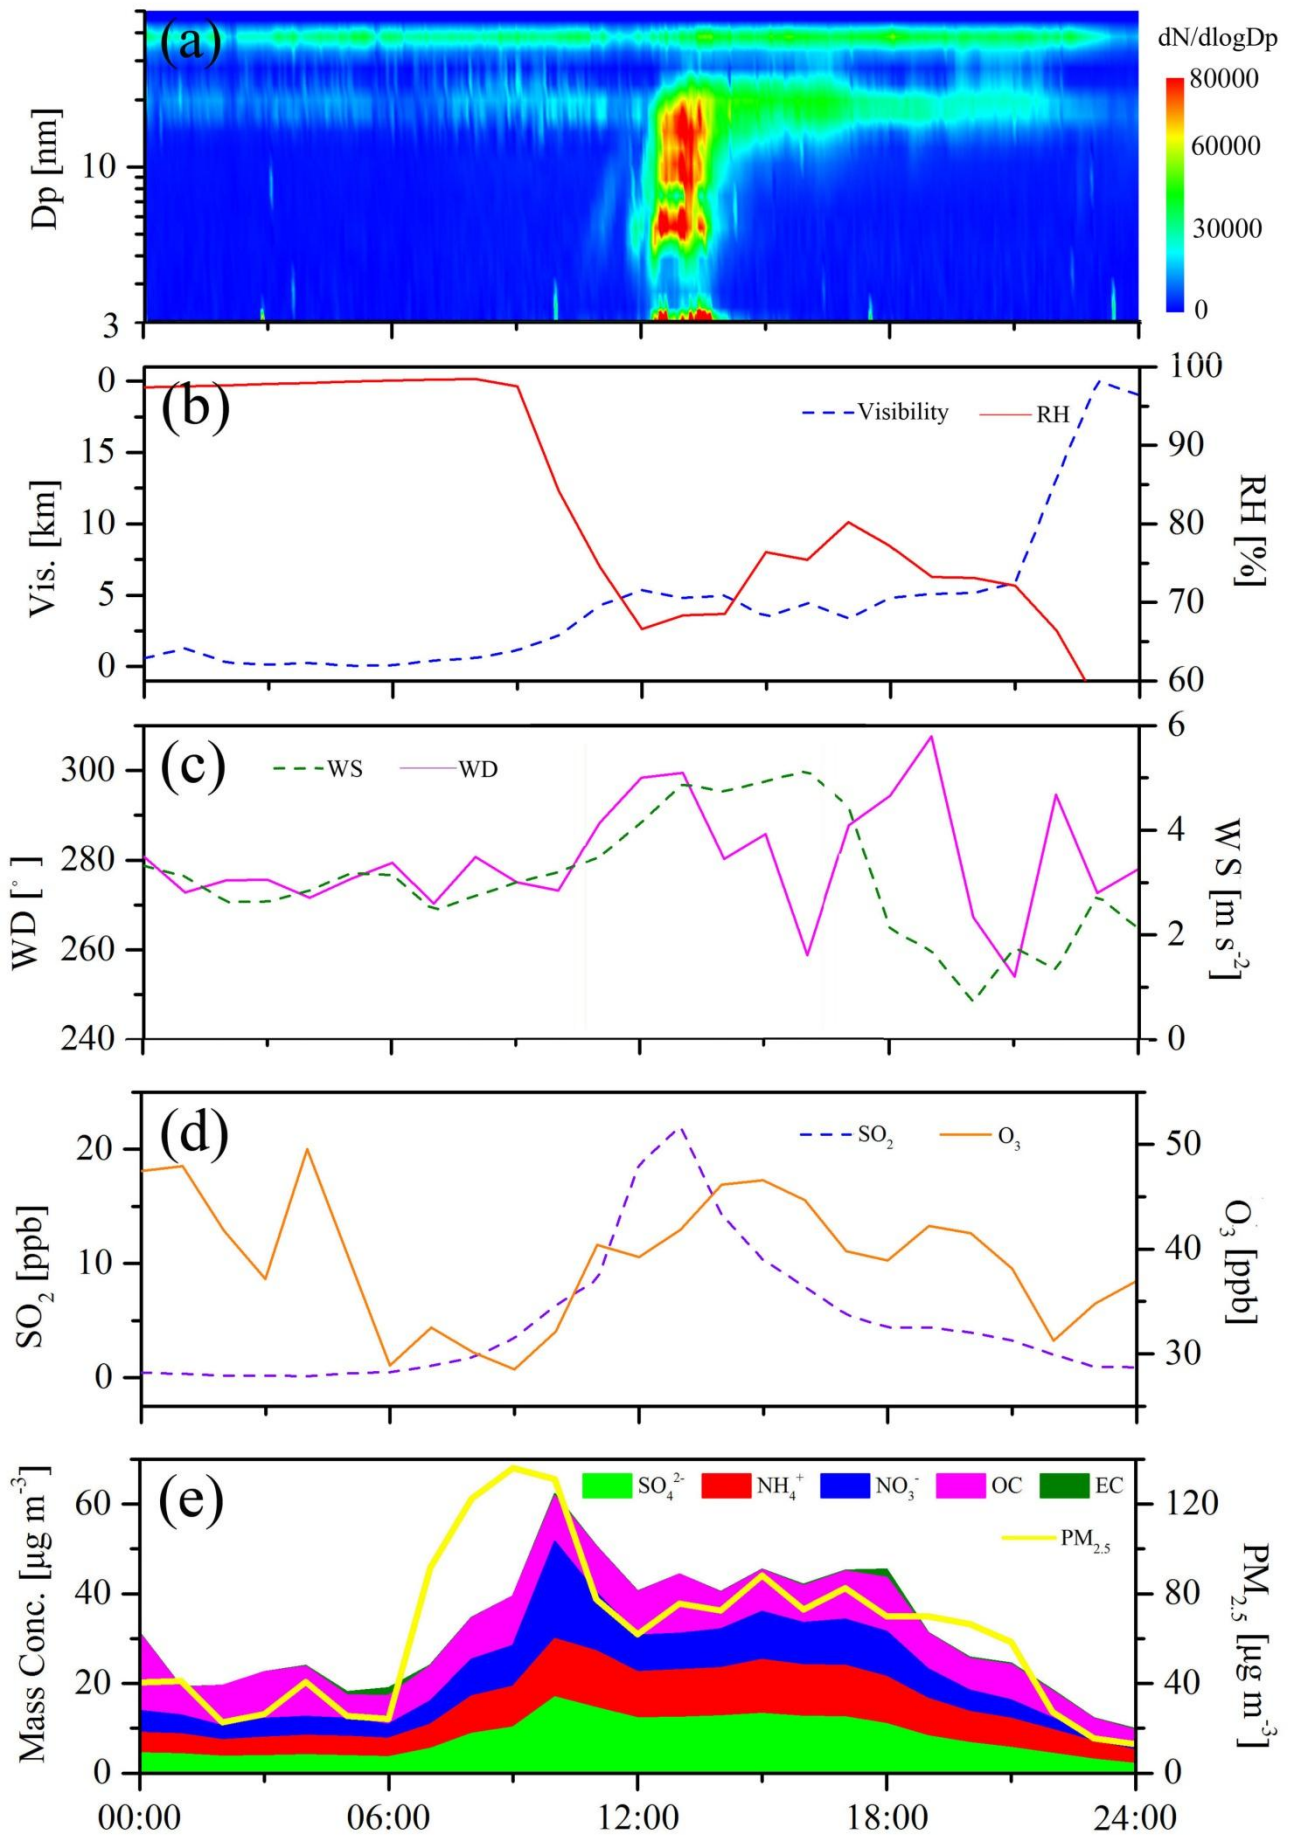 (a)
dN/dlogDp
80000
60000
30000
0
Dp [nm]
10
3
(b)
Visibility
RH
Vis. [km]
0
15
10
5
0
100
90
80
70
60
RH [%]
(c)
WS
WD
WD [°]
300
280
260
240
6
4
2
0
WS [m s⁻²]
(d)
SO₂
O₃
SO₂ [ppb]
20
10
0
50
40
30
O₃ [ppb]
(e)
SO₄²⁻
NH₄⁺
NO₃⁻
OC
EC
PM₂.₅
Mass Conc. [µg m⁻³]
60
40
20
0
120
80
40
0
PM₂.₅ [µg m⁻³]
00:00
06:00
12:00
18:00
24:00